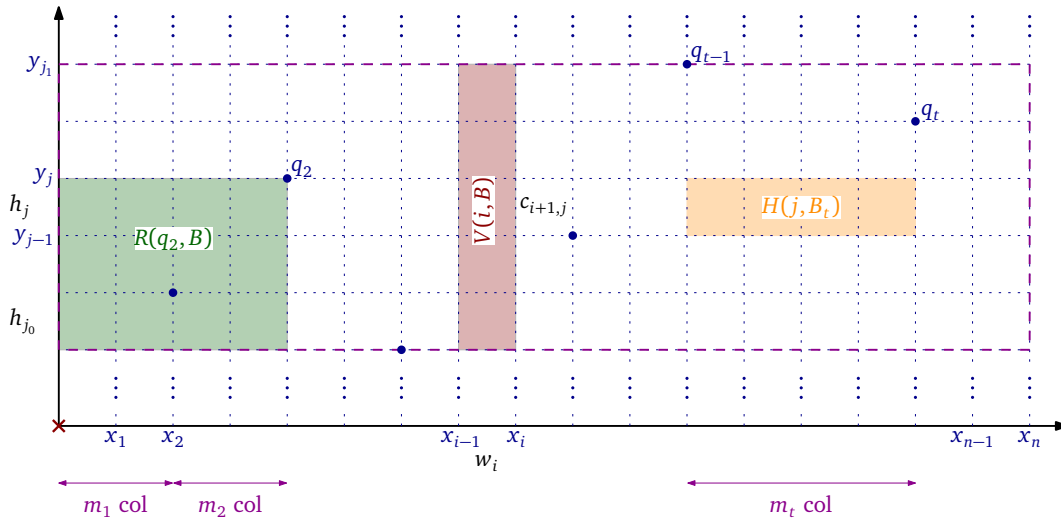 q_{t−1}
y_{j_1}
q_t
q_2
y_j
h_j
R(q_2, B)
V(i, B)
c_{i+1,j}
H(j, B_t)
y_{j−1}
h_{j_0}
x_1 x_2 x_{i−1} x_i x_{n−1} x_n
w_i
m_1 col m_2 col m_t col